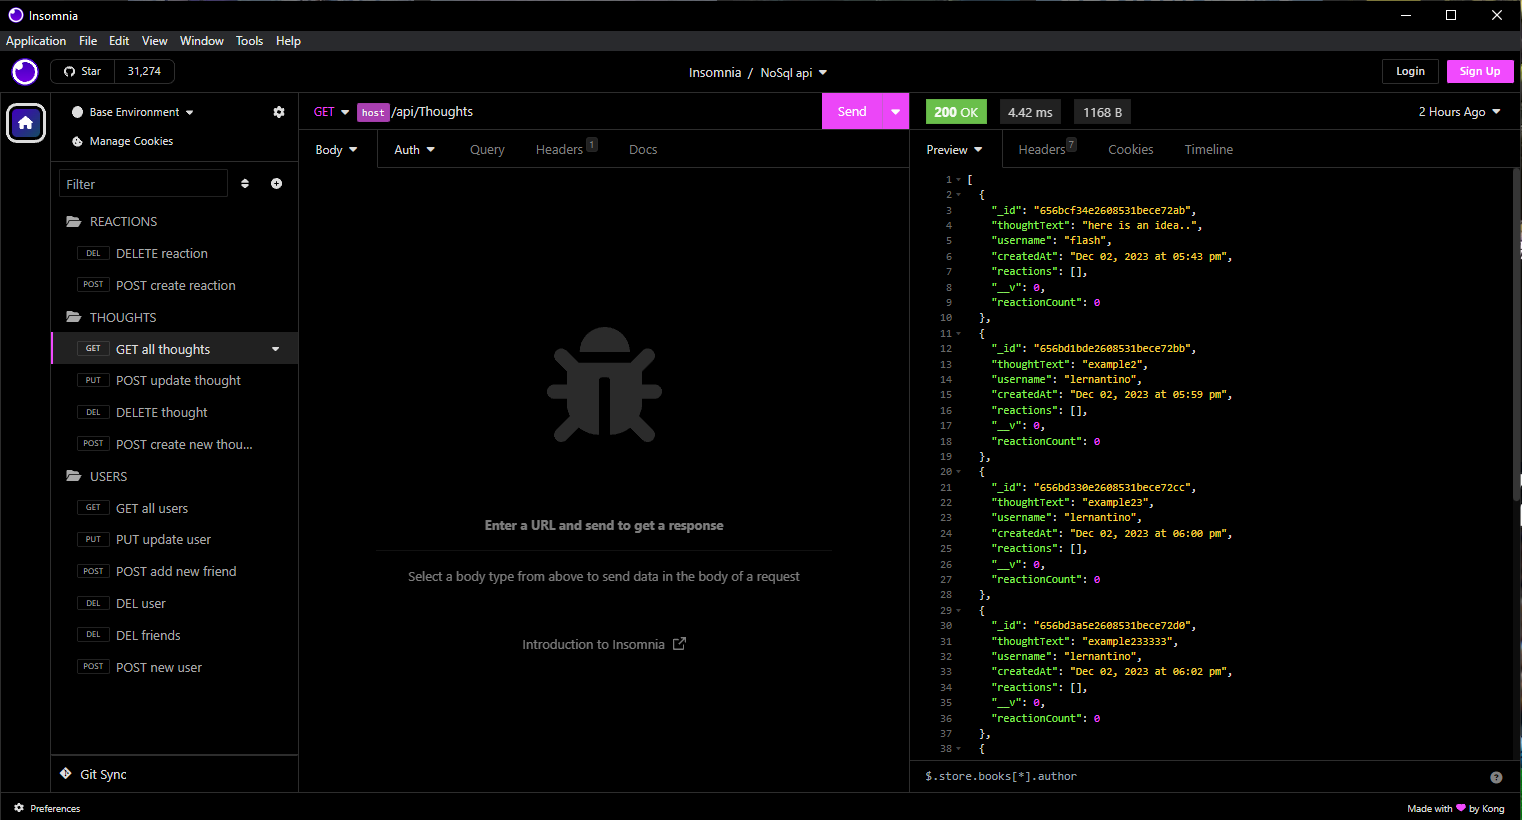 Insomnia
Application File Edit View Window Tools Help
Star 31,274
Insomnia / NoSql api
Login Sign Up
Base Environment
Manage Cookies
Filter
REACTIONS
DEL DELETE reaction
POST POST create reaction
THOUGHTS
GET GET all thoughts
PUT POST update thought
DEL DELETE thought
POST POST create new thou...
USERS
GET GET all users
PUT PUT update user
POST POST add new friend
DEL DEL user
DEL DEL friends
POST POST new user
Git Sync
Preferences
GET host /api/Thoughts Send
Body Auth Query Headers 1 Docs
Enter a URL and send to get a response
Select a body type from above to send data in the body of a request
Introduction to Insomnia
200 OK 4.42 ms 1168 B 2 Hours Ago
Preview Headers 7 Cookies Timeline
1 [
2 {
3 "_id": "656bcf34e2608531bece72ab",
4 "thoughtText": "here is an idea..",
5 "username": "flash",
6 "createdAt": "Dec 02, 2023 at 05:43 pm",
7 "reactions": [],
8 "__v": 0,
9 "reactionCount": 0
10 },
11 {
12 "_id": "656bd1bde2608531bece72bb",
13 "thoughtText": "example2",
14 "username": "lernantino",
15 "createdAt": "Dec 02, 2023 at 05:59 pm",
16 "reactions": [],
17 "__v": 0,
18 "reactionCount": 0
19 },
20 {
21 "_id": "656bd330e2608531bece72cc",
22 "thoughtText": "example23",
23 "username": "lernantino",
24 "createdAt": "Dec 02, 2023 at 06:00 pm",
25 "reactions": [],
26 "__v": 0,
27 "reactionCount": 0
28 },
29 {
30 "_id": "656bd3a5e2608531bece72d0",
31 "thoughtText": "example233333",
32 "username": "lernantino",
33 "createdAt": "Dec 02, 2023 at 06:02 pm",
34 "reactions": [],
35 "__v": 0,
36 "reactionCount": 0
37 },
38 {
$.store.books[*].author
Made with by Kong